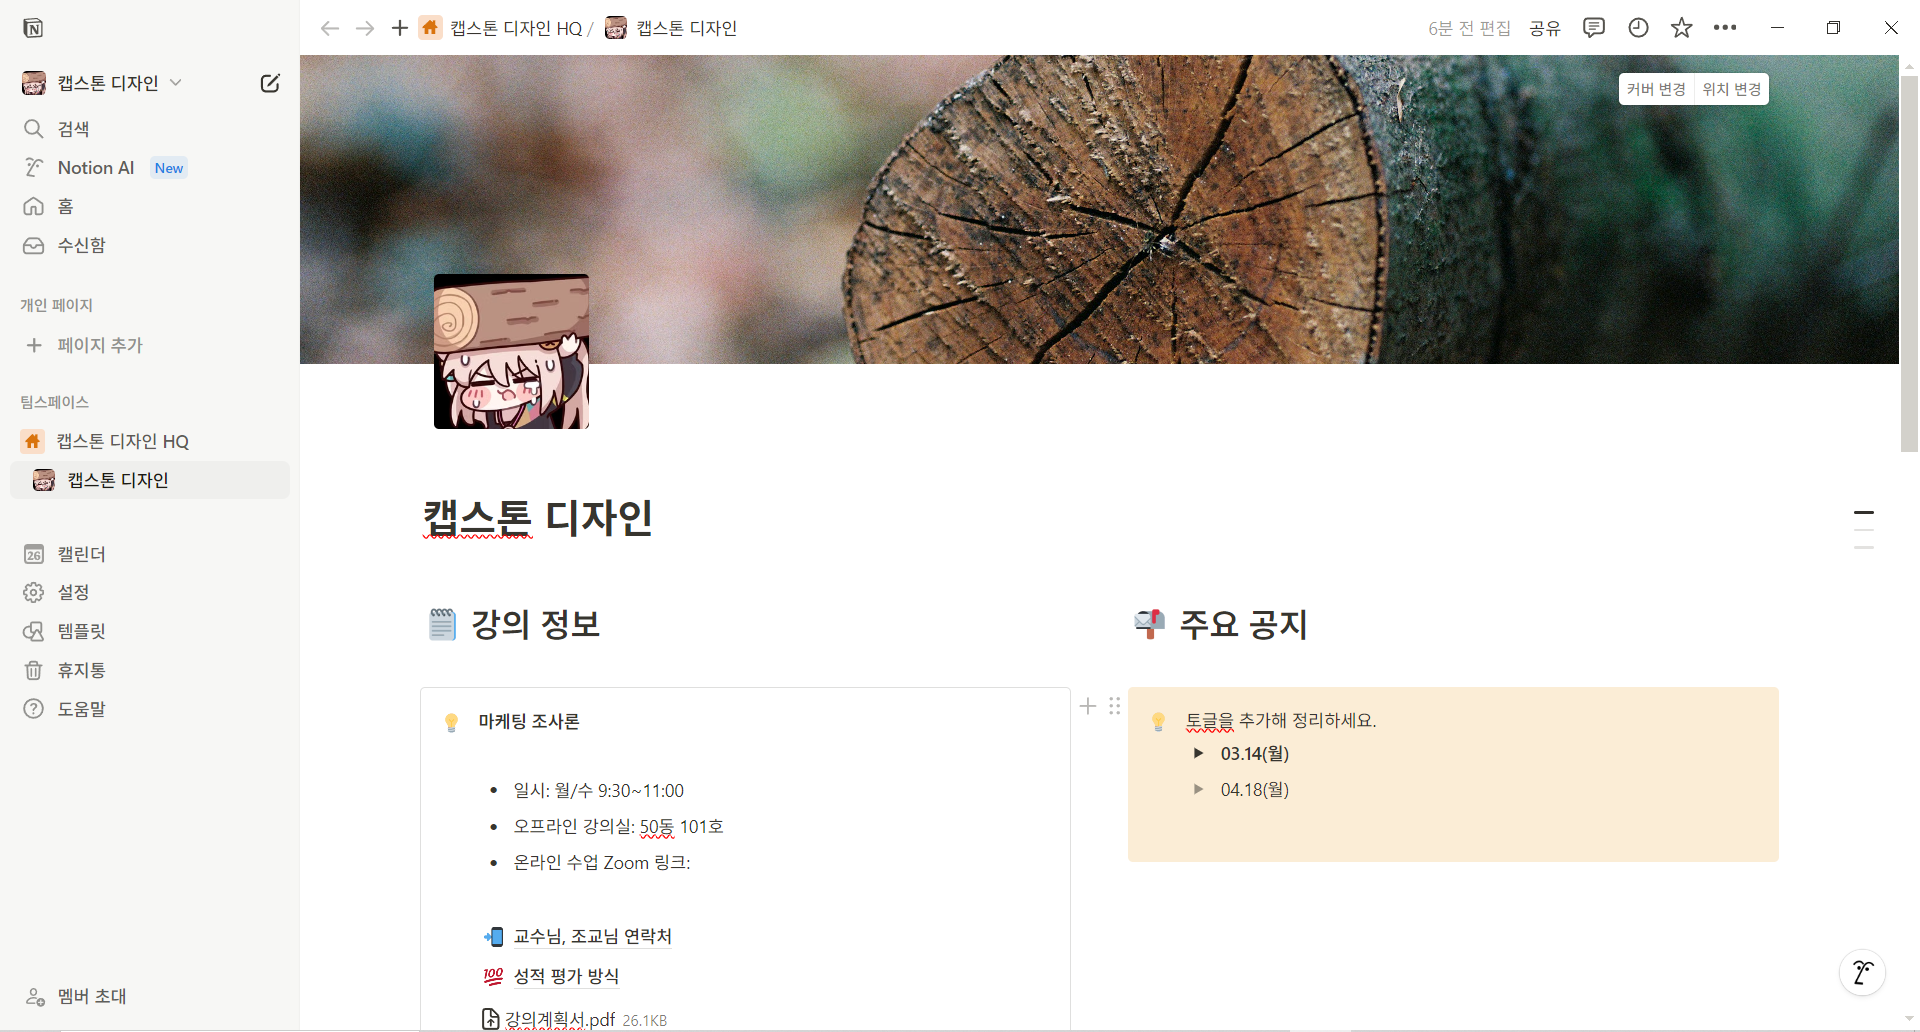 캡스톤 디자인 HQ / 캡스톤 디자인
6분 전 편집 공유
캡스톤 디자인
검색
Notion AI New
홈
수신함
개인 페이지
페이지 추가
팀스페이스
캡스톤 디자인 HQ
캡스톤 디자인
26 캘린더
설정
템플릿
휴지통
도움말
멤버 초대
커버 변경 위치 변경
캡스톤 디자인
강의 정보
마케팅 조사론
• 일시: 월/수 9:30~11:00
• 오프라인 강의실: 50동 101호
• 온라인 수업 Zoom 링크:
교수님, 조교님 연락처
💯 성적 평가 방식
강의계획서.pdf 26.1KB
주요 공지
토글을 추가해 정리하세요.
03.14(월)
04.18(월)